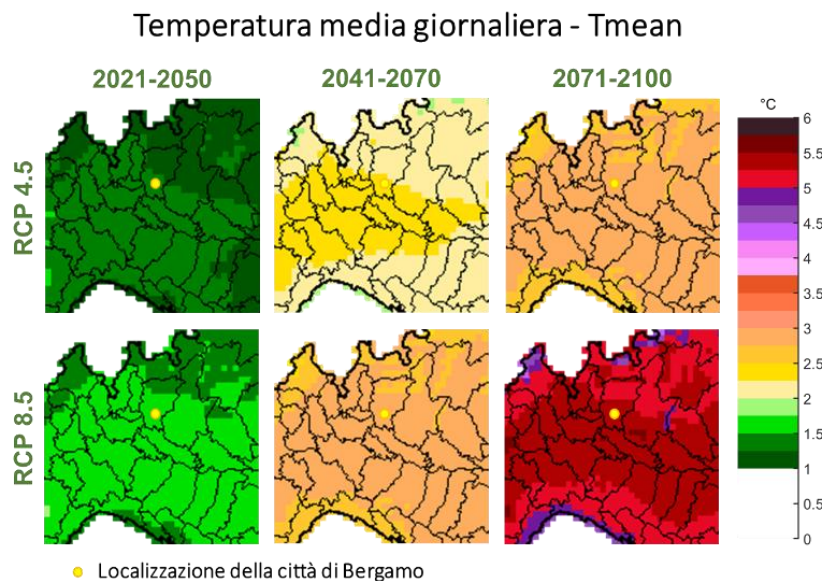 Temperatura media giornaliera - Tmean
2021-2050 2041-2070 2071-2100
°C
RCP 4.5
RCP 8.5
6
5.5
5
4.5
4
3.5
3
2.5
2
1.5
1
0.5
0
Localizzazione della città di Bergamo